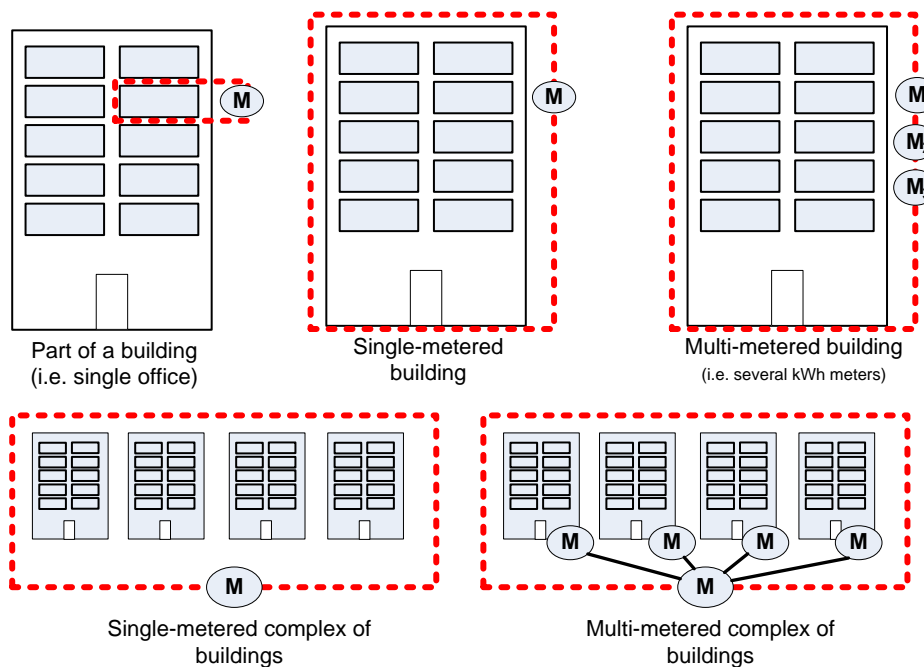 M
M
M
M
M
Part of a building
(i.e. single office)
Single-metered
building
Multi-metered building
(i.e. several kWh meters)
M
M
M
M
M
M
Single-metered complex of
buildings
Multi-metered complex of
buildings